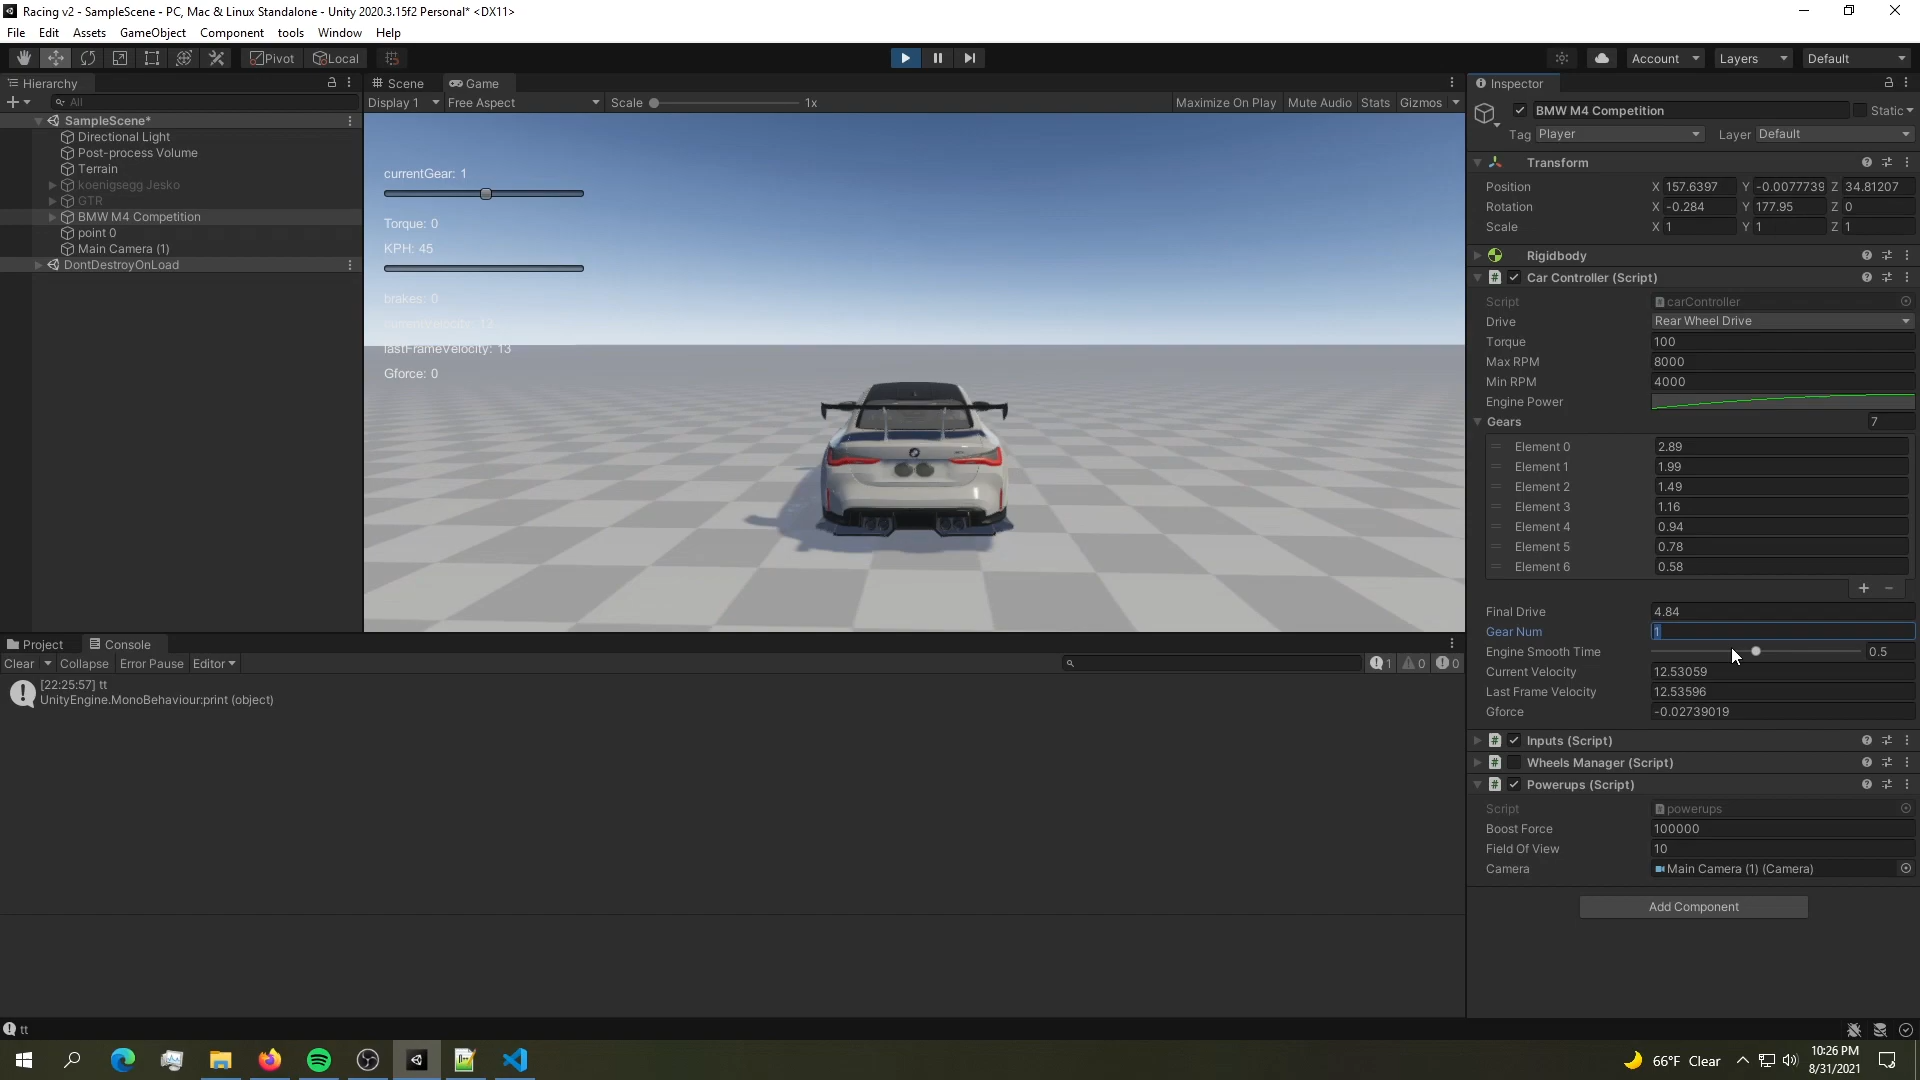 Racing v2 - SampleScene - PC, Mac & Linux Standalone - Unity 2020.3.15f2 Personal* <DX11>
File Edit Assets GameObject Component tools Window Help
Pivot Local Account Layers Default
Hierarchy
All
SampleScene*
Directional Light
Post-process Volume
Terrain
koenigsegg Jesko
GTR
BMW M4 Competition
point 0
Main Camera (1)
DontDestroyOnLoad
Scene Game
Display 1 Free Aspect Scale 1x Maximize On Play Mute Audio Stats Gizmos
currentGear: 1
Torque: 0
KPH: 45
brakes: 0
currentVelocity: 13
lastFrameVelocity: 13
Gforce: 0
Project Console
Clear Collapse Error Pause Editor 1 0 0
[22:25:57] tt
UnityEngine.MonoBehaviour:print (object)
Inspector
BMW M4 Competition Static
Tag Player Layer Default
Transform
Position X 157.6397 Y -0.0077739 Z 34.81207
Rotation X -0.284 Y 177.95 Z 0
Scale X 1 Y 1 Z 1
Rigidbody
# Car Controller (Script)
Script carController
Drive Rear Wheel Drive
Torque 100
Max RPM 8000
Min RPM 4000
Engine Power
Gears 7
Element 0 2.89
Element 1 1.99
Element 2 1.49
Element 3 1.16
Element 4 0.94
Element 5 0.78
Element 6 0.58
+ −
Final Drive 4.84
Gear Num 1
Engine Smooth Time 0.5
Current Velocity 12.53059
Last Frame Velocity 12.53596
Gforce -0.02739019
# Inputs (Script)
# Wheels Manager (Script)
# Powerups (Script)
Script powerups
Boost Force 100000
Field Of View 10
Camera Main Camera (1) (Camera)
Add Component
tt
66°F Clear
10:26 PM
8/31/2021